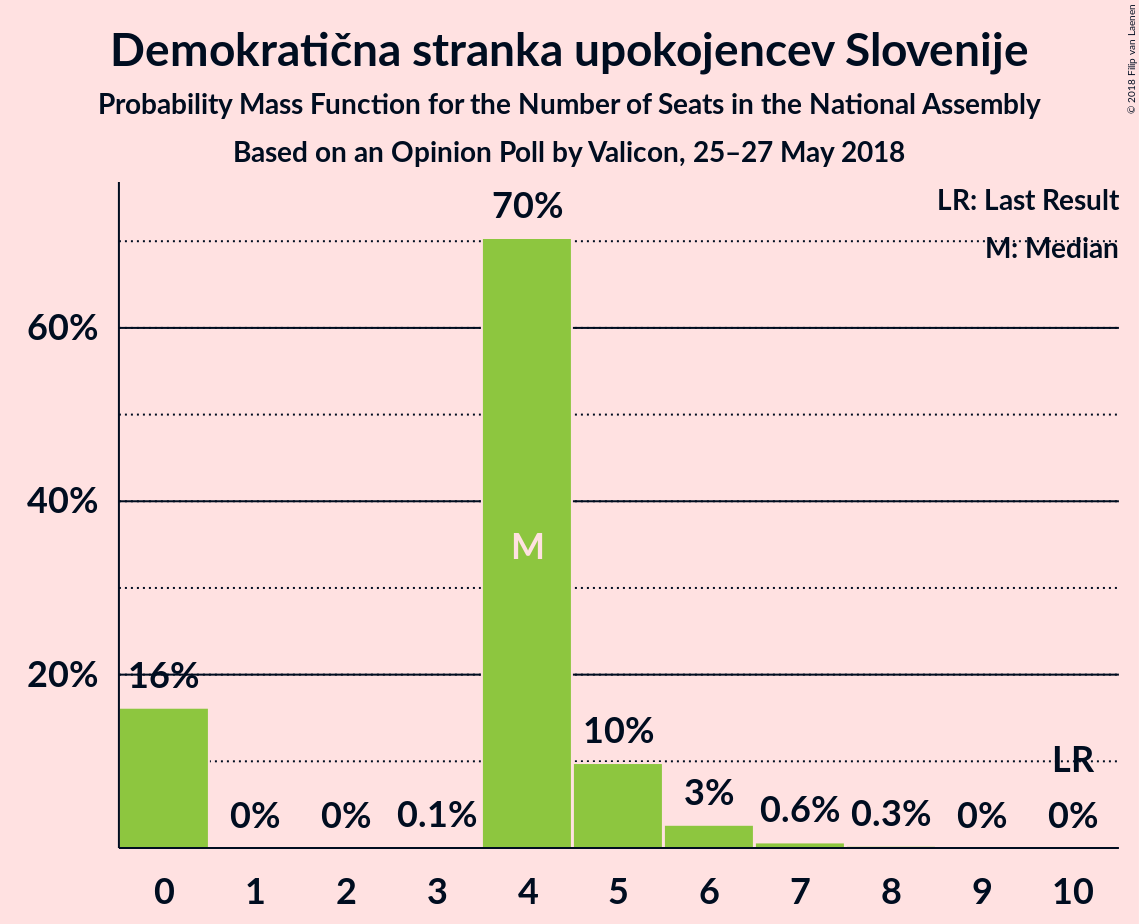 Demokratična stranka upokojencev Slovenije
Probability Mass Function for the Number of Seats in the National Assembly
Based on an Opinion Poll by Valicon, 25–27 May 2018
© 2018 Filip van Laenen
LR: Last Result
M: Median
70%
60%
40%
M
20%
16%
10%
LR
0%
0%
0.1%
3%
0.6%
0.3%
0%
0%
0 1 2 3 4 5 6 7 8 9 10